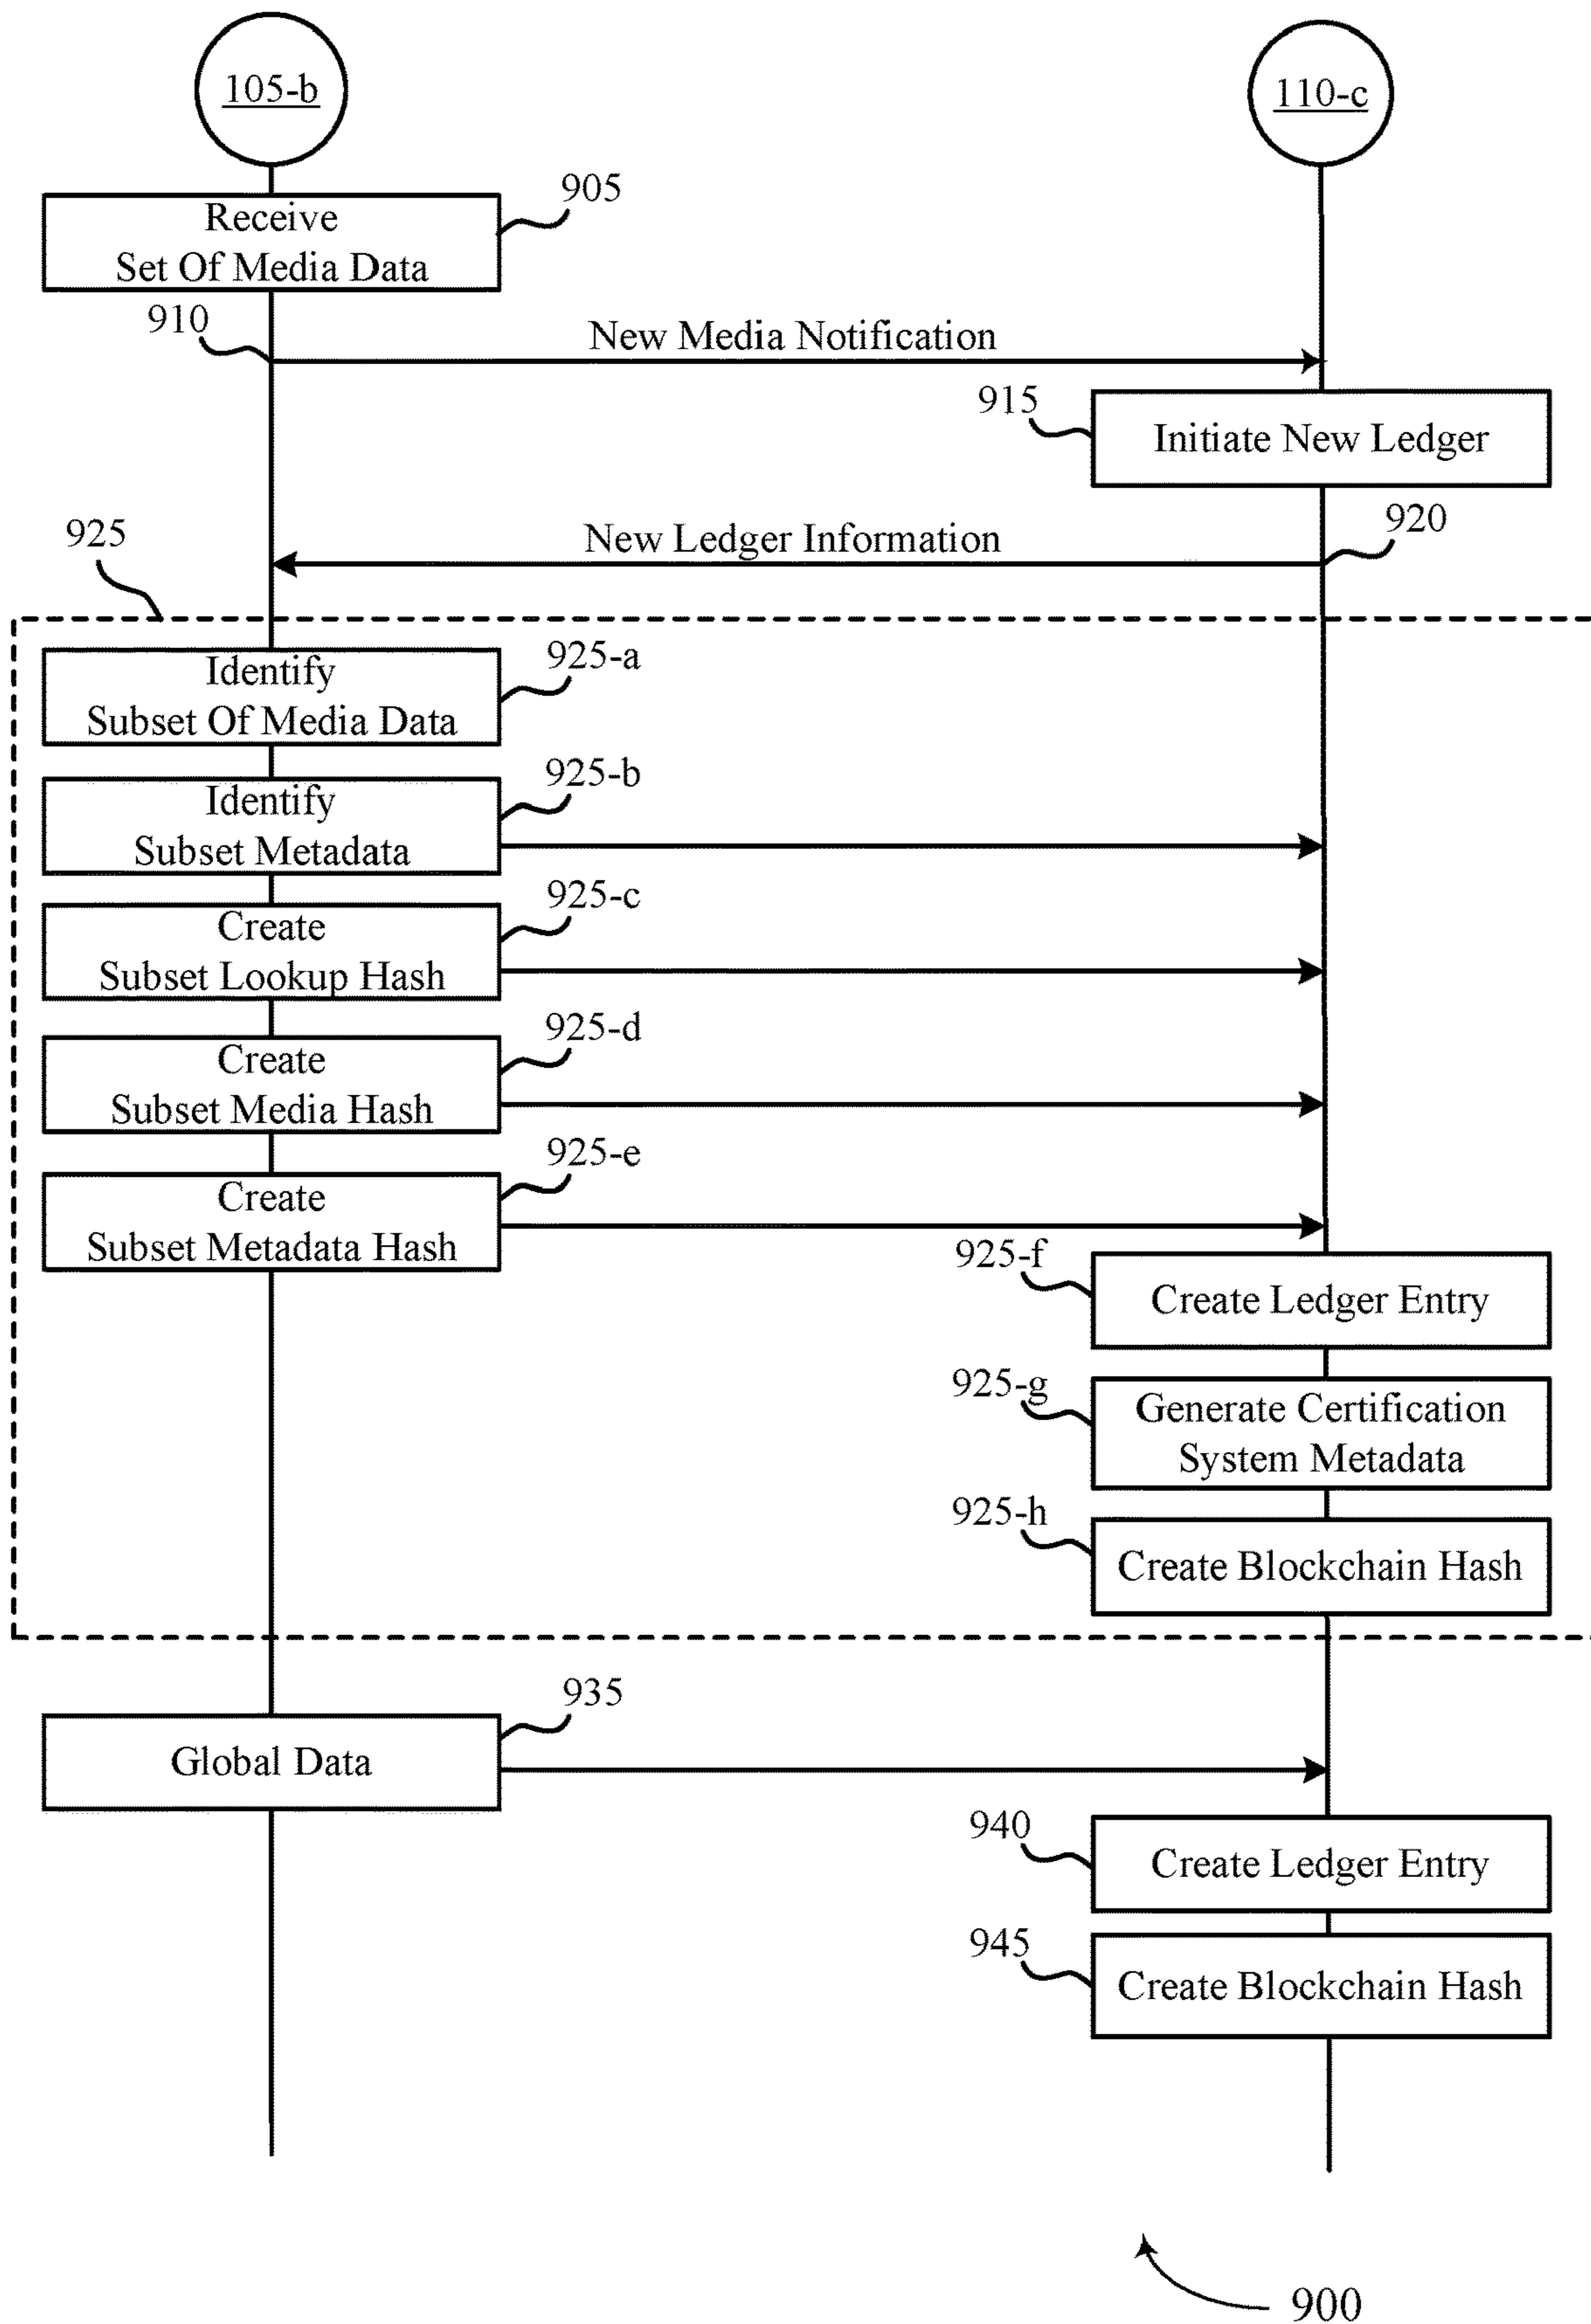 105-b
110-c
905
Receive
Set Of Media Data
910
New Media Notification
915
Initiate New Ledger
920
New Ledger Information
925
925-a
Identify
Subset Of Media Data
925-b
Identify
Subset Metadata
925-c
Create
Subset Lookup Hash
925-d
Create
Subset Media Hash
925-e
Create
Subset Metadata Hash
925-f
Create Ledger Entry
925-g
Generate Certification
System Metadata
925-h
Create Blockchain Hash
935
Global Data
940
Create Ledger Entry
945
Create Blockchain Hash
900